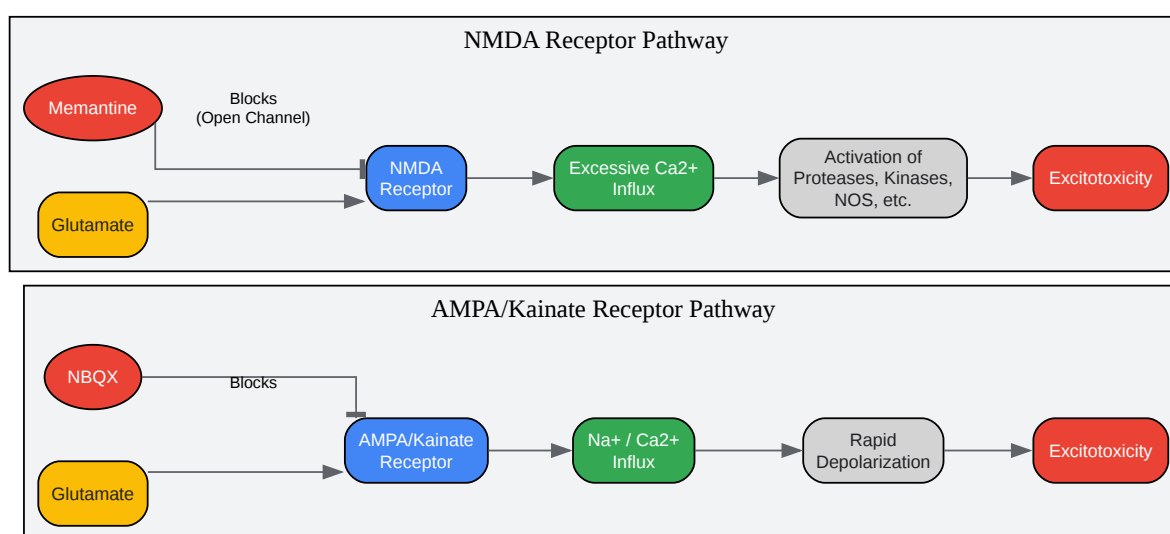 NMDA Receptor Pathway
Memantine
Blocks
(Open Channel)
Glutamate
NMDA
Receptor
Excessive Ca2+
Influx
Activation of
Proteases, Kinases,
NOS, etc.
Excitotoxicity
AMPA/Kainate Receptor Pathway
NBQX
Blocks
Glutamate
AMPA/Kainate
Receptor
Na+ / Ca2+
Influx
Rapid
Depolarization
Excitotoxicity